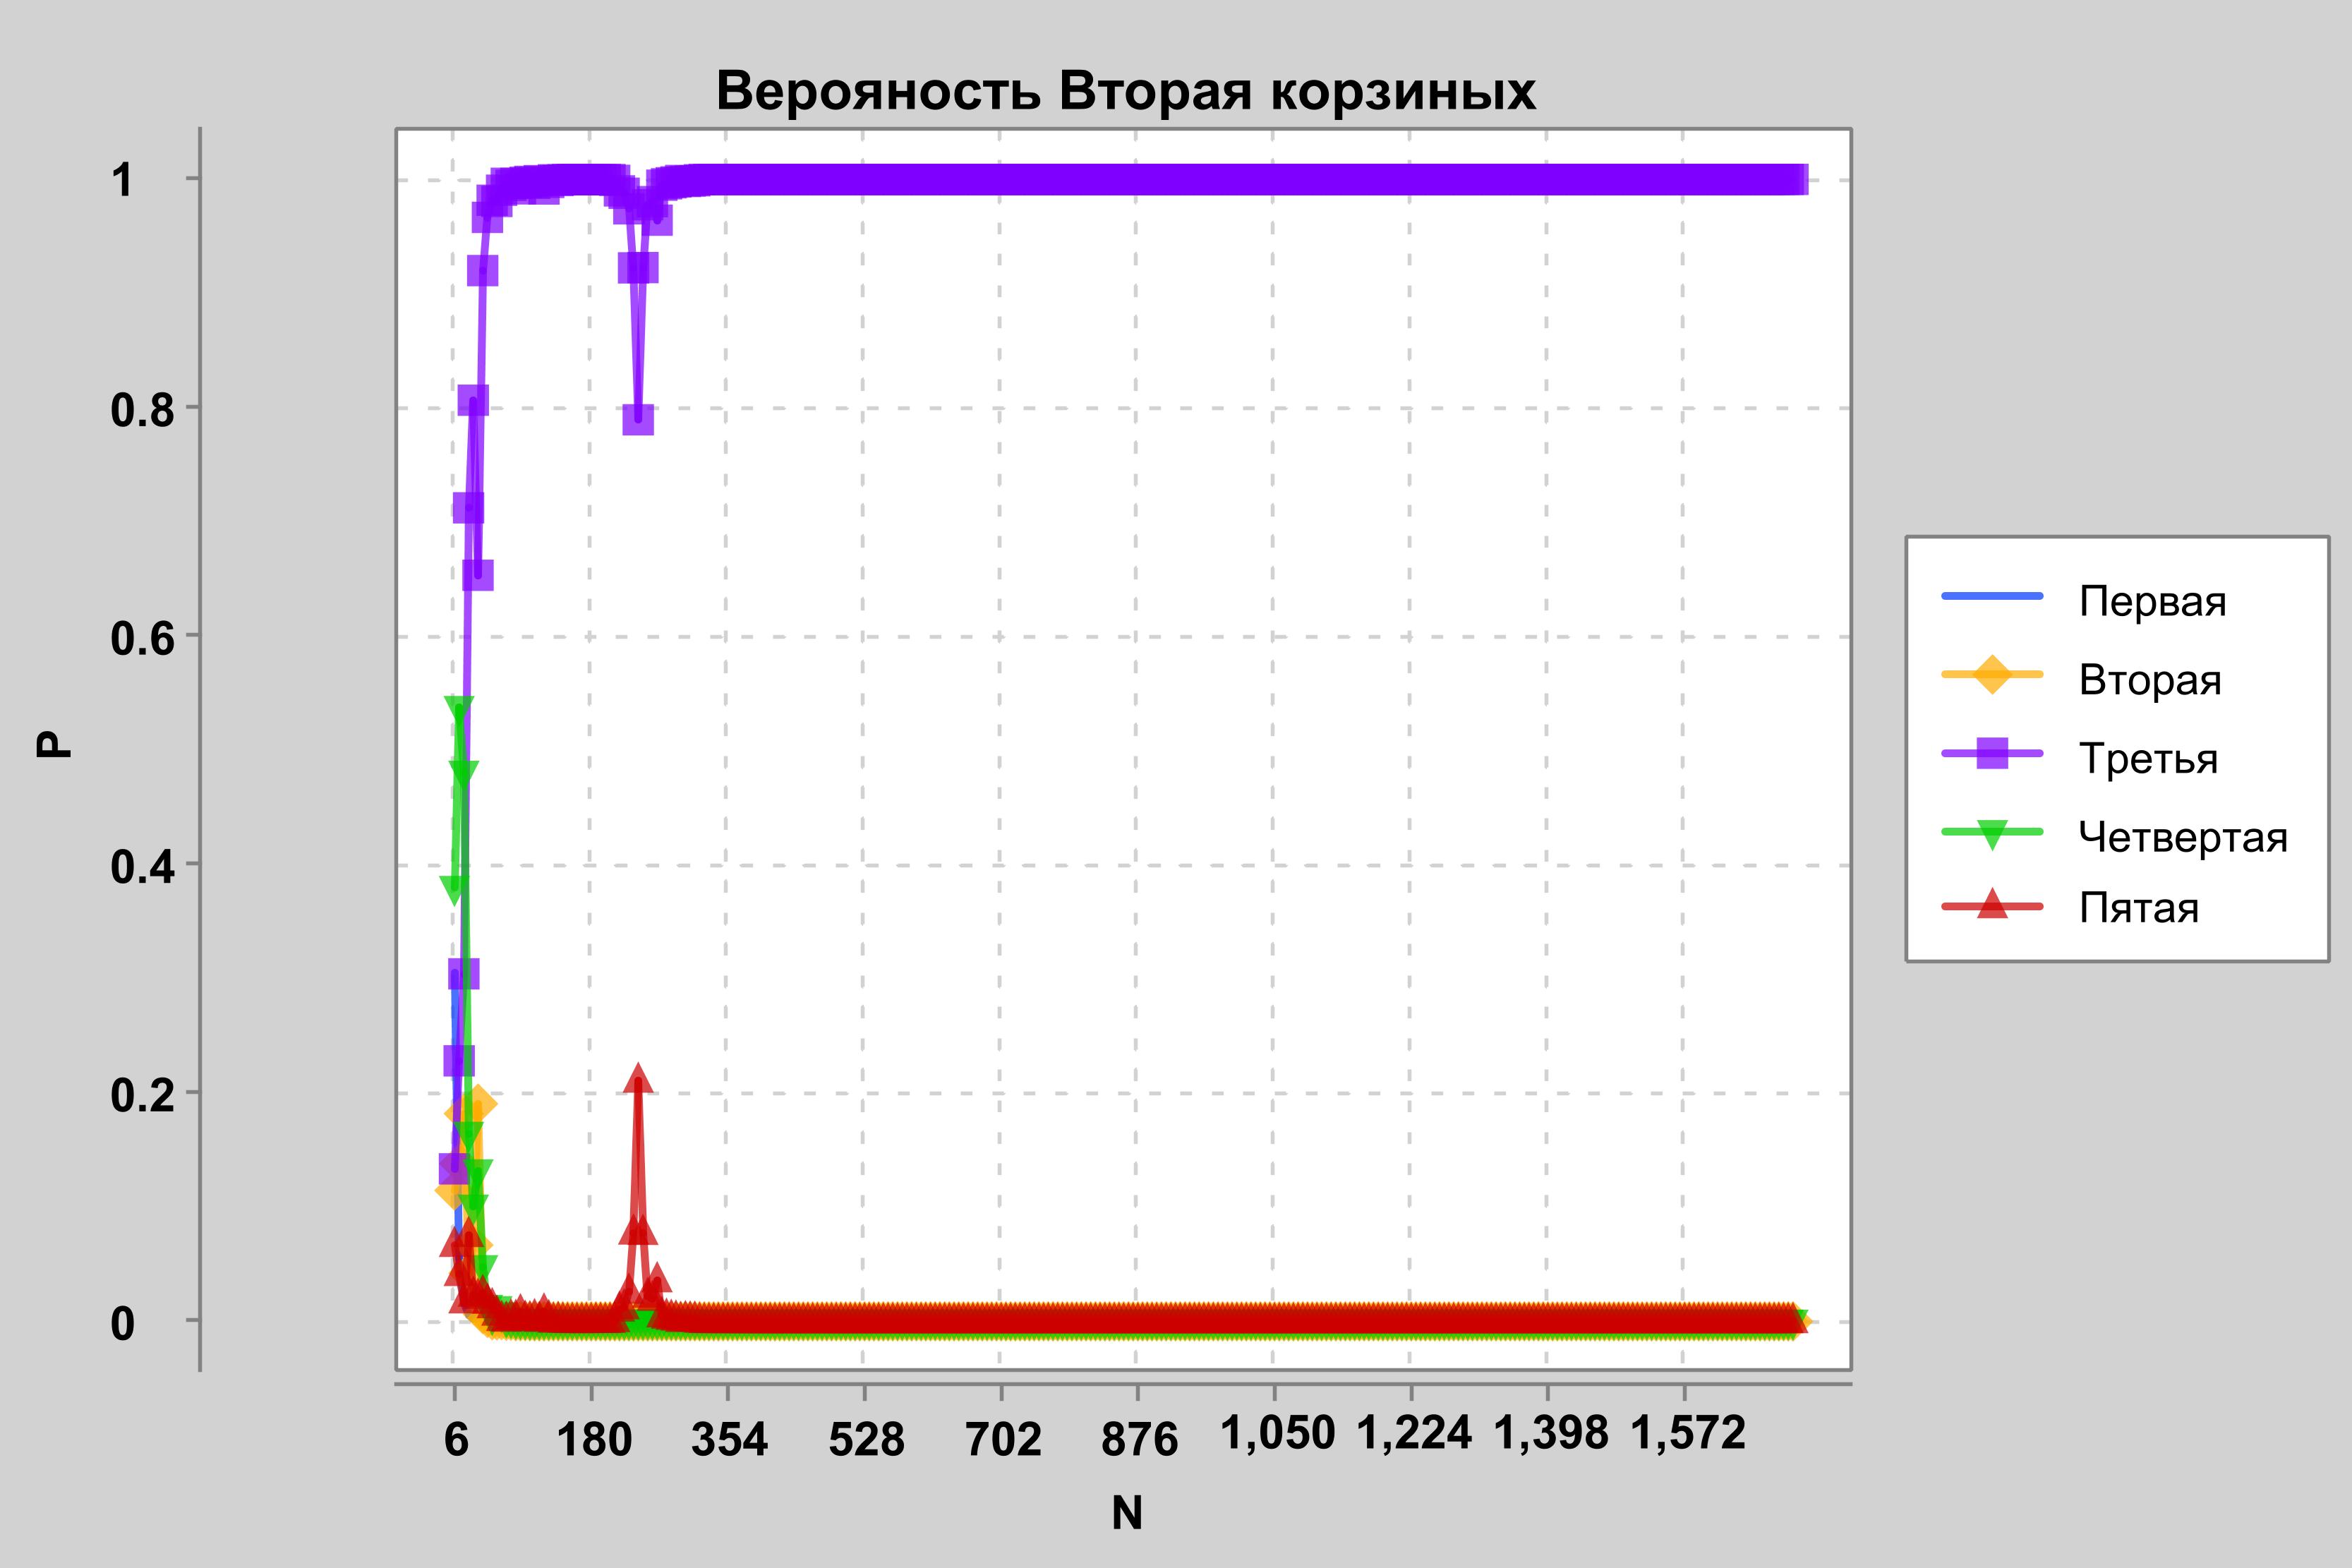 Верояность Вторая корзиных
P
1
0.8
0.6
0.4
0.2
0
6 180 354 528 702 876 1,050 1,224 1,398 1,572
N
Первая
Вторая
Третья
Четвертая
Пятая